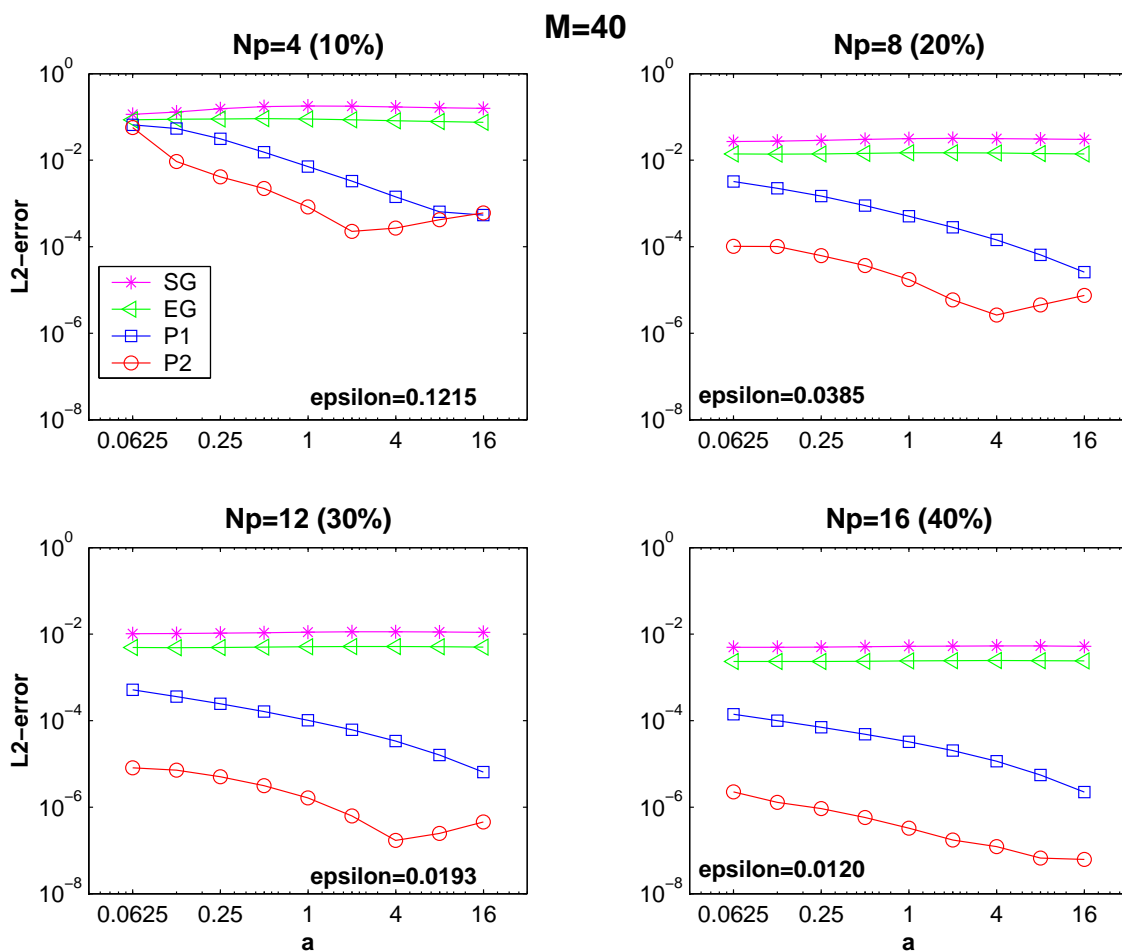 M=40
Np=4 (10%)
10^0
10^-2
10^-4
10^-6
10^-8
L2-error
SG
EG
P1
P2
epsilon=0.1215
0.0625 0.25 1 4 16
Np=8 (20%)
10^0
10^-2
10^-4
10^-6
10^-8
epsilon=0.0385
0.0625 0.25 1 4 16
Np=12 (30%)
10^0
10^-2
10^-4
10^-6
10^-8
L2-error
epsilon=0.0193
0.0625 0.25 1 4 16
a
Np=16 (40%)
10^0
10^-2
10^-4
10^-6
10^-8
epsilon=0.0120
0.0625 0.25 1 4 16
a